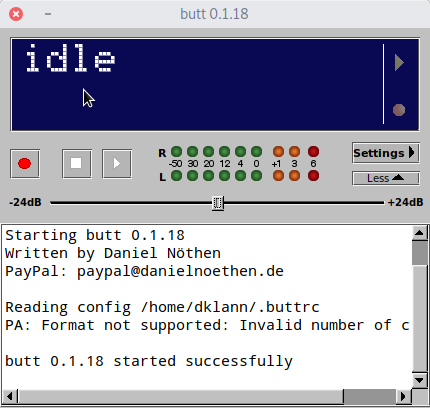 butt 0.1.18
idle
Settings
Less
R
-50 30 20 12 4 0 +1 3 6
L
-24dB
+24dB
Starting butt 0.1.18
Written by Daniel Nöthen
PayPal: paypal@danielnoethen.de
Reading config /home/dklann/.buttrc
PA: Format not supported: Invalid number of c
butt 0.1.18 started successfully